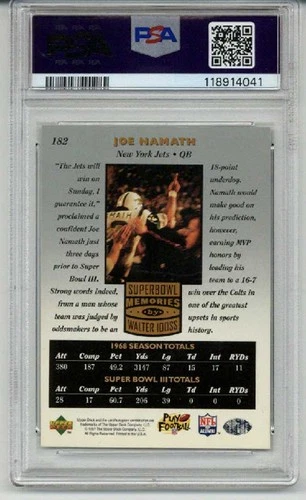 PSA
118914041
182
JOE NAMATH
New York Jets • QB
"The Jets will
win on
Sunday, I
guarantee it,"
proclaimed a
confident Joe
Namath just
three days
prior to Super
Bowl III.
Strong words indeed,
from a man whose
team was judged by
oddsmakers to be an
18-point
underdog.
Namath would
make good on
his prediction,
however,
earning MVP
honors by
leading his
team to a 16-7
win over the Colts in
one of the greatest
upsets in sports
history.
SUPERBOWL
MEMORIES
by
WALTER IOOSS
1968 SEASON TOTALS
Att Comp Pct Yds Lg Td Int RYDs
380 187 49.2 3147 87 15 17 11
SUPER BOWL III TOTALS
Att Comp Pct Yds Lg Td Int RYDs
28 17 60.7 206 39 0 0 0
UPPER DECK
PLAY
FOOTBALL
NFL
ALUMNI